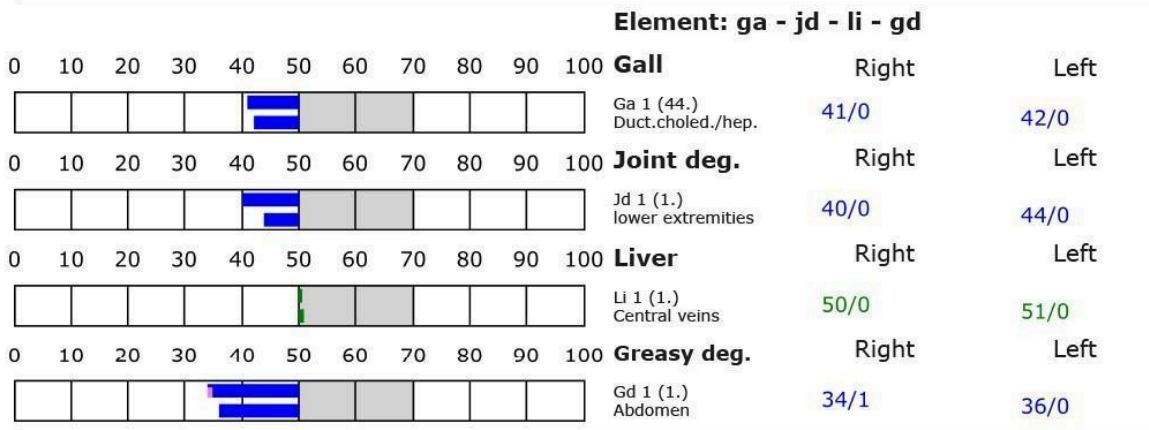 Element: ga - jd - li - gd
0 10 20 30 40 50 60 70 80 90 100 Gall Right Left
Ga 1 (44.) 41/0 42/0
Duct.choled./hep.
0 10 20 30 40 50 60 70 80 90 100 Joint deg. Right Left
Jd 1 (1.) 40/0 44/0
lower extremities
0 10 20 30 40 50 60 70 80 90 100 Liver Right Left
Li 1 (1.) 50/0 51/0
Central veins
0 10 20 30 40 50 60 70 80 90 100 Greasy deg. Right Left
Gd 1 (1.) 34/1 36/0
Abdomen